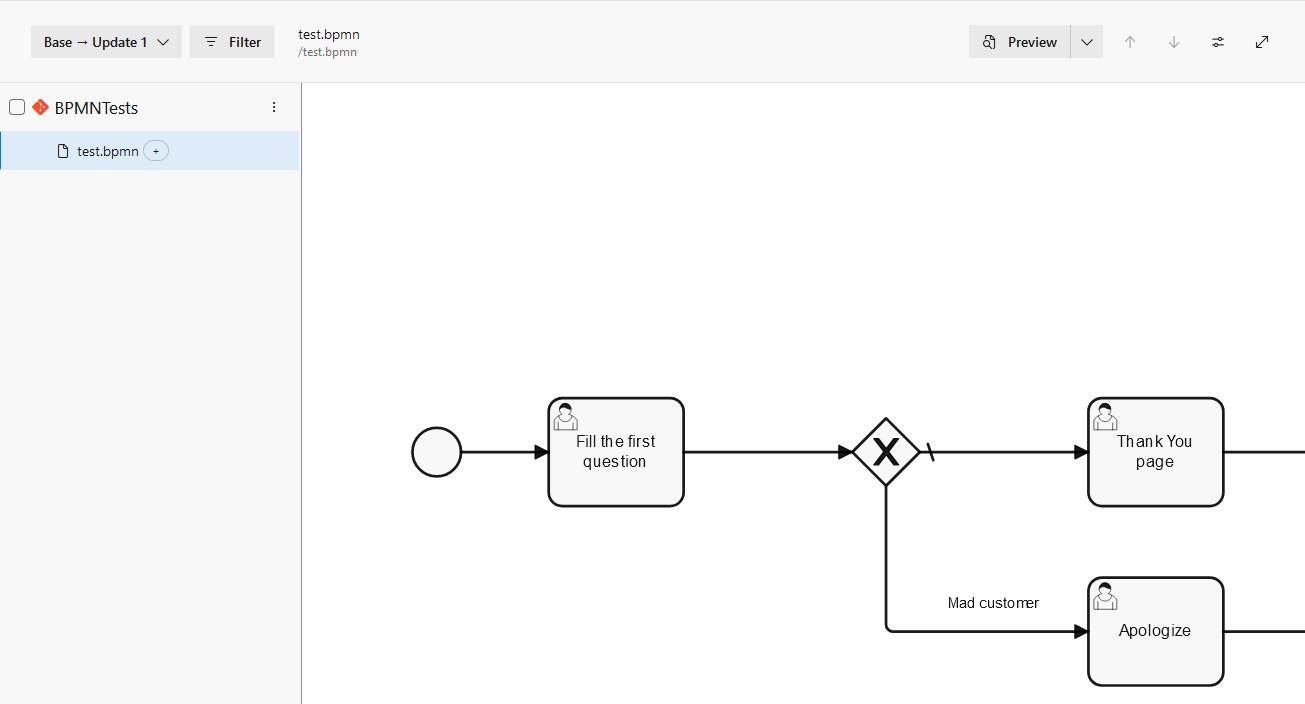 Base → Update 1
Filter
test.bpmn
/test.bpmn
Preview
BPMNTests
test.bpmn +
Fill the first
question
Thank You
page
Mad customer
Apologize